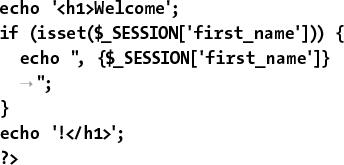 echo '<h1>Welcome';
if (isset($_SESSION['first_name'])) {
  echo ", {$_SESSION['first_name']}
  →";
}
echo '!</h1>';
?>